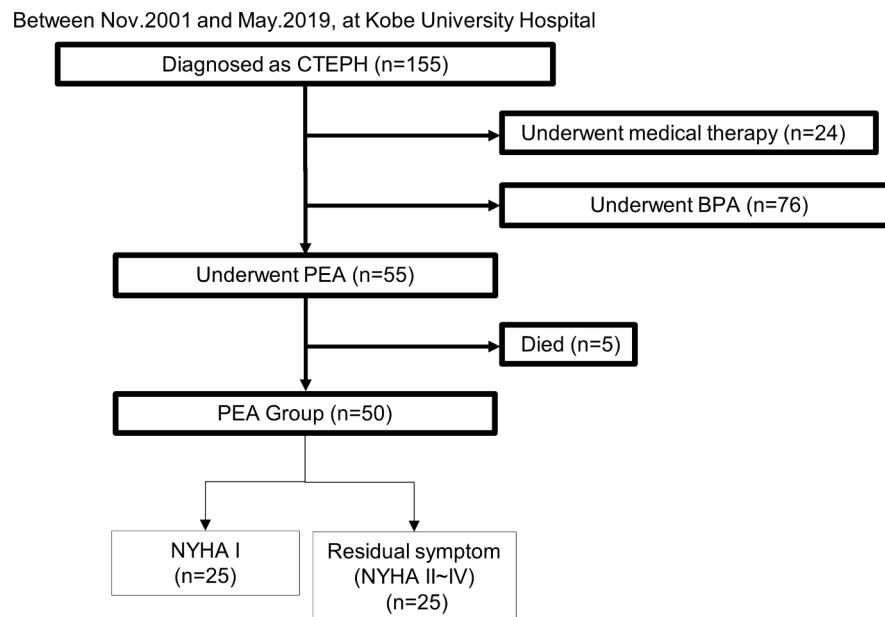 Between Nov.2001 and May.2019, at Kobe University Hospital
Diagnosed as CTEPH (n=155)
Underwent medical therapy (n=24)
Underwent BPA (n=76)
Underwent PEA (n=55)
Died (n=5)
PEA Group (n=50)
NYHA I
(n=25)
Residual symptom
(NYHA II~IV)
(n=25)